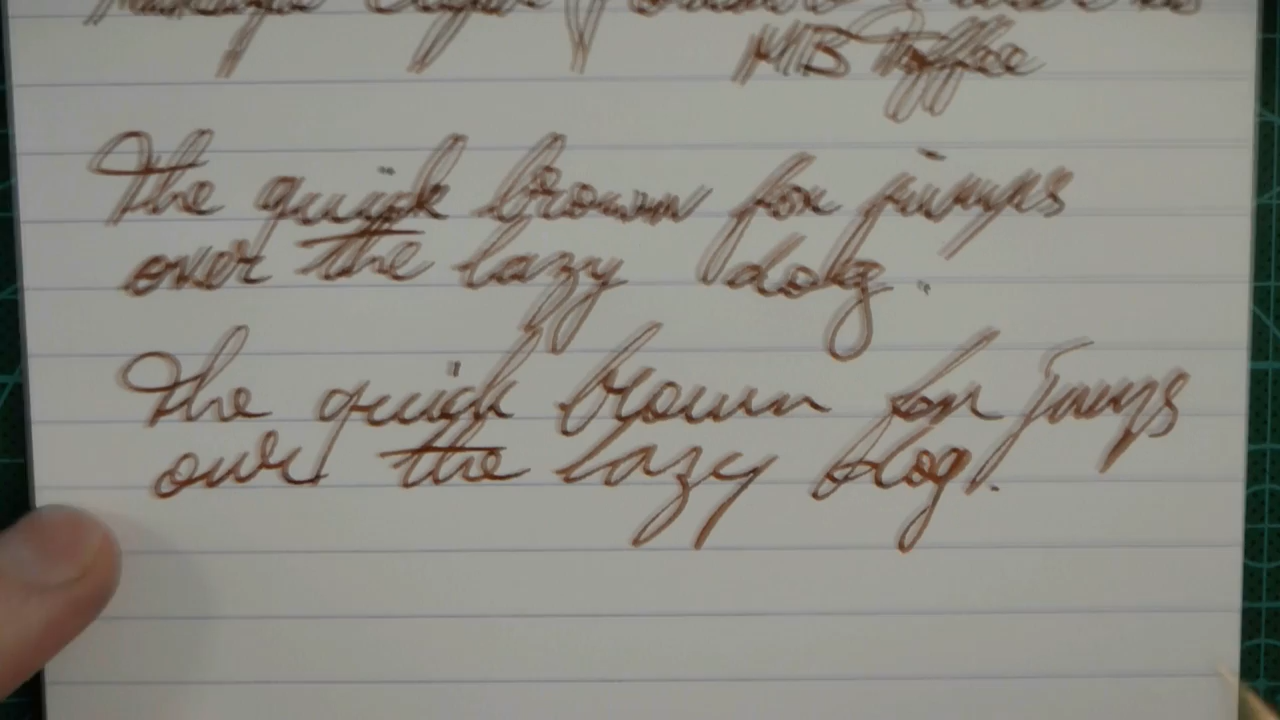 MB Toffee
The quick brown fox jumps
over the lazy dog.
The quick brown fox jumps
over the lazy dog.